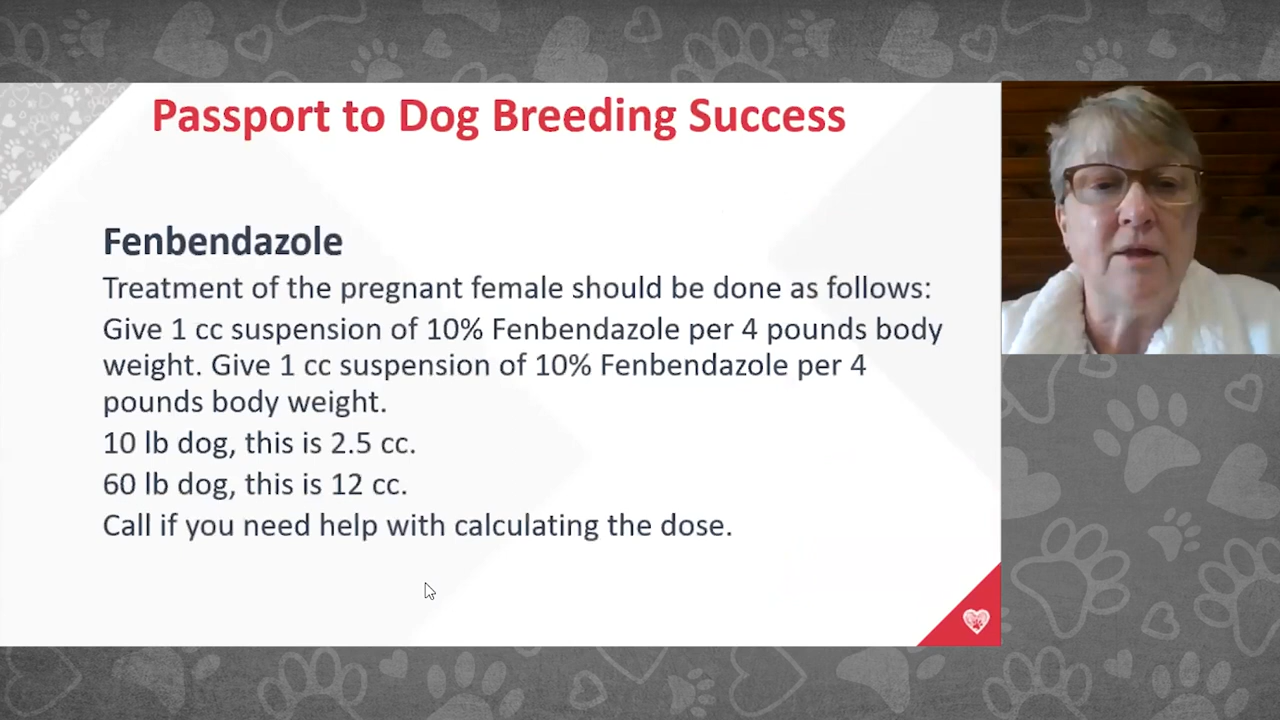 Passport to Dog Breeding Success
Fenbendazole
Treatment of the pregnant female should be done as follows:
Give 1 cc suspension of 10% Fenbendazole per 4 pounds body
weight. Give 1 cc suspension of 10% Fenbendazole per 4
pounds body weight.
10 lb dog, this is 2.5 cc.
60 lb dog, this is 12 cc.
Call if you need help with calculating the dose.